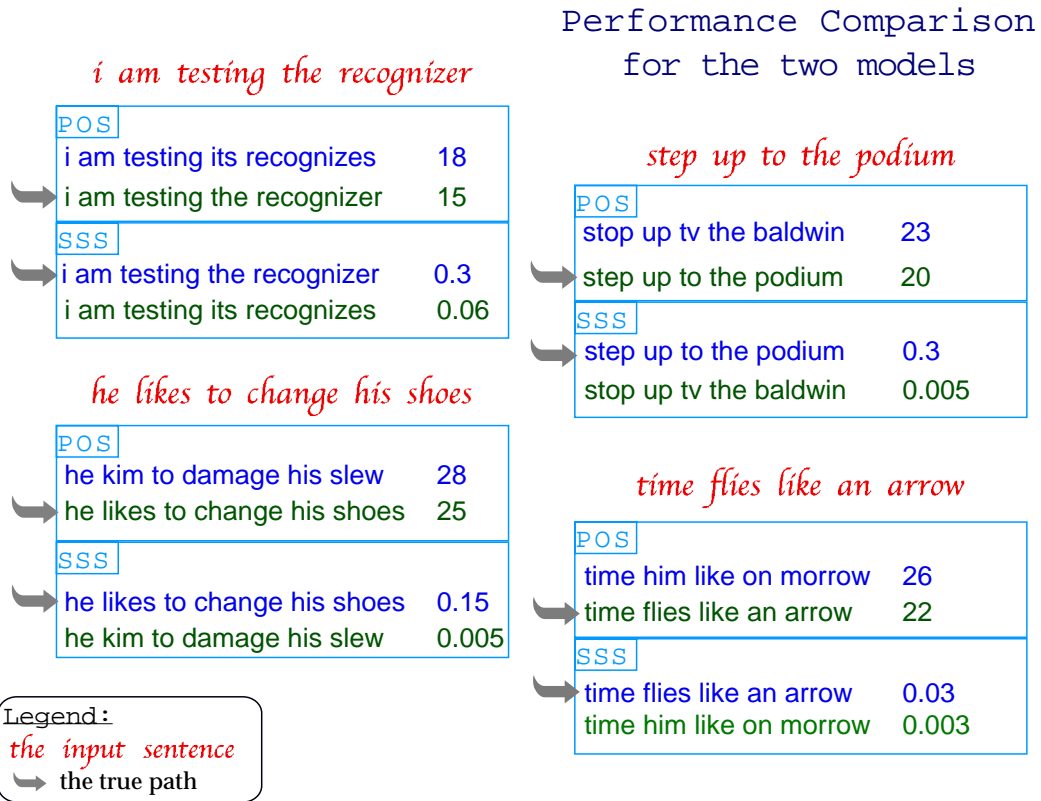 Performance Comparison
for the two models
i am testing the recognizer
POS
i am testing its recognizes 18
i am testing the recognizer 15
SSS
i am testing the recognizer 0.3
i am testing its recognizes 0.06
he likes to change his shoes
POS
he kim to damage his slew 28
he likes to change his shoes 25
SSS
he likes to change his shoes 0.15
he kim to damage his slew 0.005
step up to the podium
POS
stop up tv the baldwin 23
step up to the podium 20
SSS
step up to the podium 0.3
stop up tv the baldwin 0.005
time flies like an arrow
POS
time him like on morrow 26
time flies like an arrow 22
SSS
time flies like an arrow 0.03
time him like on morrow 0.003
Legend:
the input sentence
the true path